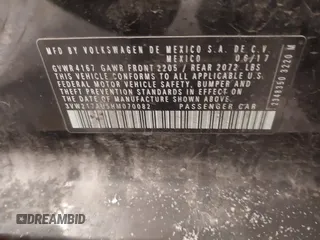 MFD BY VOLKSWAGEN DE MEXICO S.A. DE C.V.
MEXICO 06/17
GVWR4167 GAWR FRONT 2205 / REAR 2072 LBS
THIS VEHICLE CONFORMS TO ALL APPLICABLE U.S.
FEDERAL MOTOR VEHICLE SAFETY, BUMPER AND
THEFT PREVENTION STANDARDS IN EFFECT ON
THE DATE OF MANUFACTURE SHOWN ABOVE.
HM070082 PASSENGER CAR
3220 M
DREAMBID